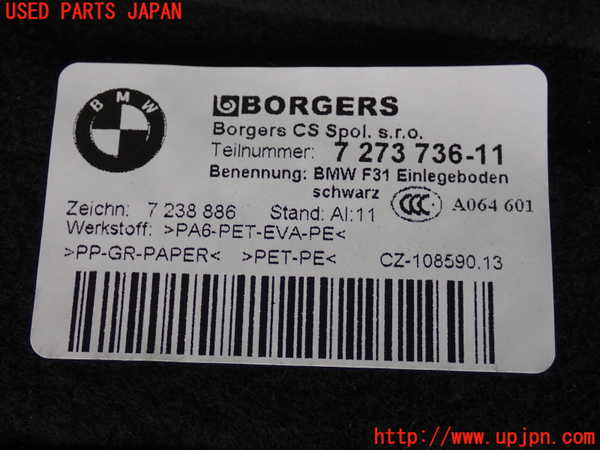 USED PARTS JAPAN
BMW
BORGERS
Borgers CS Spol. s.r.o.
Teilnummer: 7 273 736-11
Benennung: BMW F31 Einlegeboden
schwarz CCC A064 601
Zeichn: 7 238 886 Stand: AI:11
Werkstoff: >PA6-PET-EVA-PE<
>PP-GR-PAPER< >PET-PE< CZ-108590.13
http://www.upjpn.com/